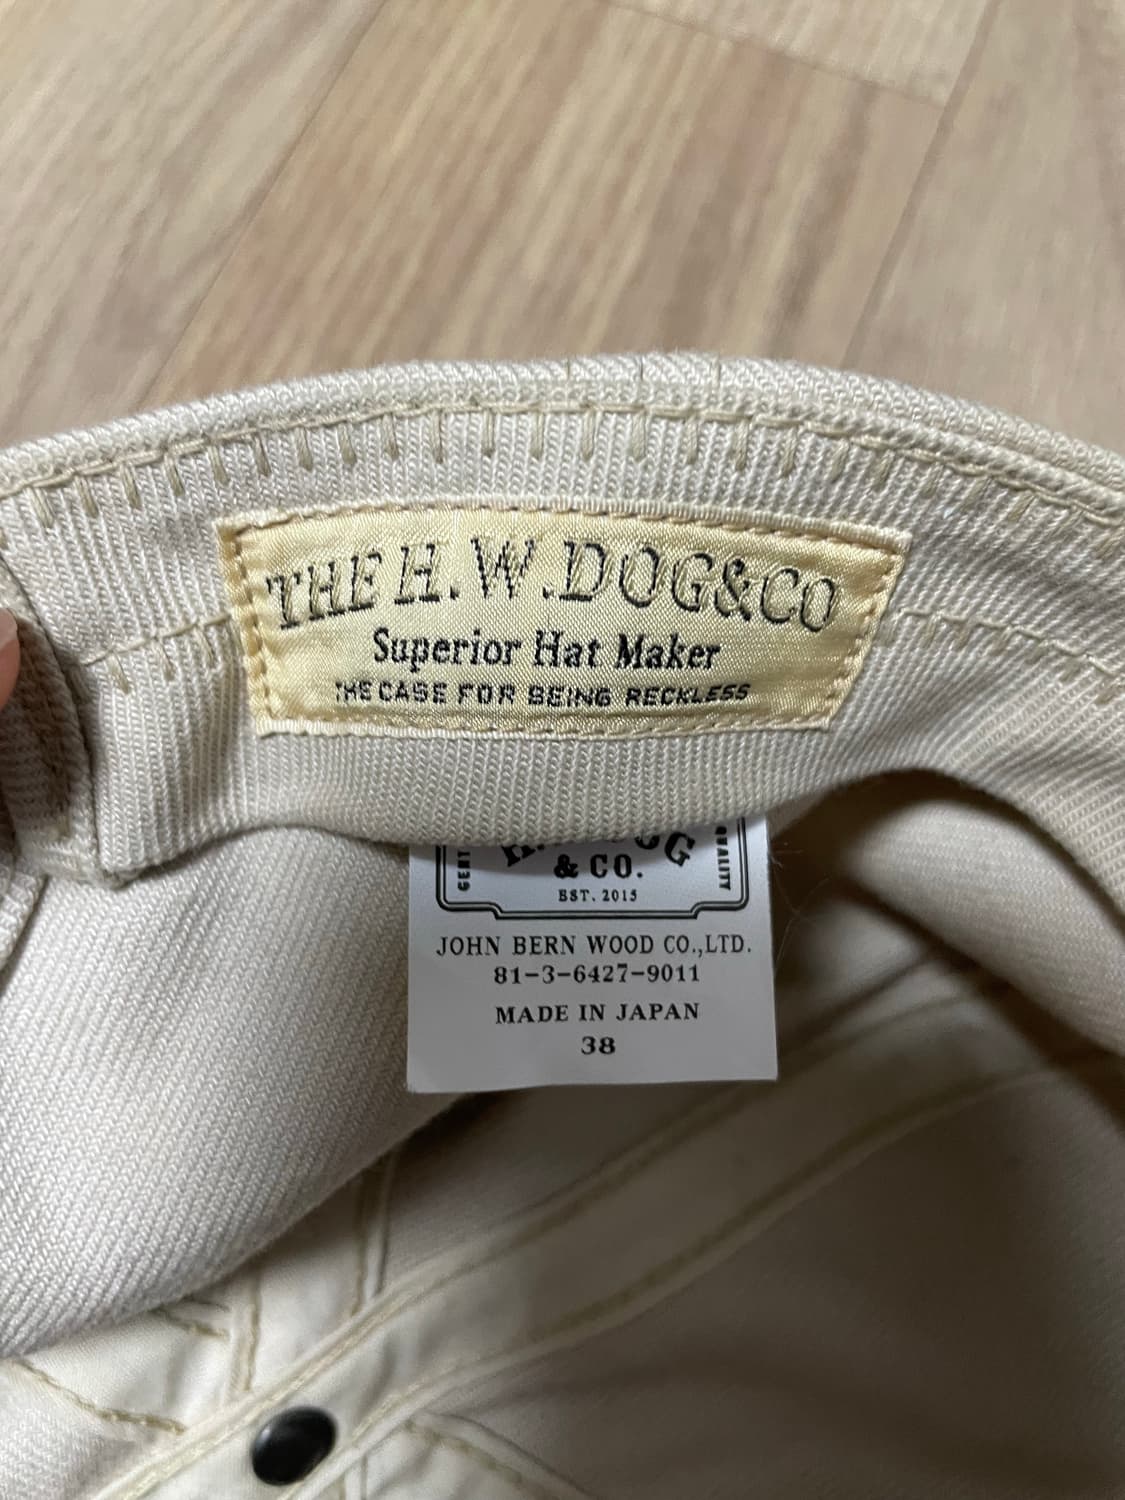 THE H.W.DOG&CO
Superior Hat Maker
THE CASE FOR BEING RECKLESS
& CO.
EST. 2015
JOHN BERN WOOD CO.,LTD.
81-3-6427-9011
MADE IN JAPAN
38